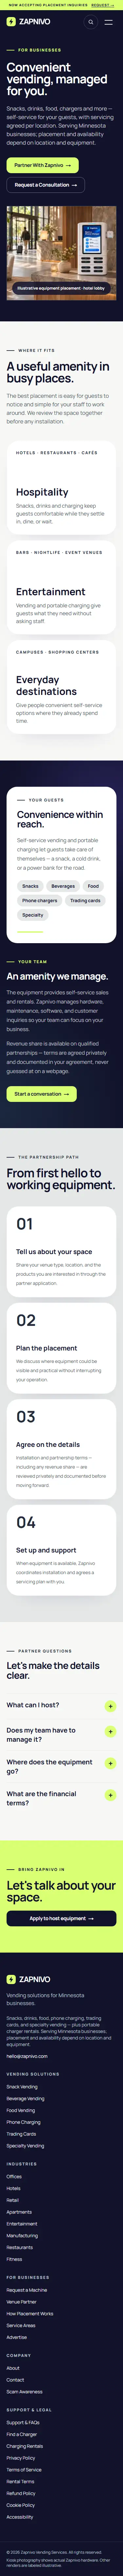 NOW ACCEPTING PLACEMENT INQUIRIES REQUEST →
ZAPNIVO
FOR BUSINESSES
Convenient
vending, managed
for you.
Snacks, drinks, food, chargers and more —
self-service for your guests, with servicing
agreed for your location. Serving Minnesota
businesses; placement and availability
depend on location.
Partner With Zapnivo →
Request a Consultation →
Illustrative equipment placement · hotel lobby
WHERE IT FITS
A useful amenity in
busy places.
The best placement is easy for guests to
notice and simple for your staff to work
around. We review the space together
before any installation.
HOTELS · RESTAURANTS · CAFÉS
Hospitality
Snacks, drinks and charging keep
guests comfortable while they settle
in, dine, or wait.
BARS · NIGHTLIFE · EVENT VENUES
Entertainment
Vending and portable charging give
guests what they need without
asking staff.
CAMPUSES · SHOPPING CENTERS
Everyday
destinations
Give people convenient self-service
options where they already spend
time.
YOUR GUESTS
Convenience within
reach.
Self-service vending and portable
charging let guests take care of
themselves — a snack, a cold drink,
or a power bank for the road.
Snacks
Beverages
Food
Phone chargers
Trading cards
Specialty
YOUR TEAM
An amenity we manage.
The equipment provides self-service sales
and rentals. Zapnivo manages hardware,
maintenance, software, and customer
inquiries so your team can focus on your
business.
Revenue share is available on qualified
partnerships — terms are agreed privately
and documented in your agreement, never
guessed at on a webpage.
Start a conversation →
THE PARTNERSHIP PATH
From first hello to
working equipment.
01
Tell us about your space
Share your venue type, location, and the
products you are interested in through the
partner application.
02
Plan the placement
We discuss where equipment could be
visible and practical without interrupting
your operation.
03
Agree on the details
Installation and partnership terms —
including any revenue share — are
reviewed privately and documented before
moving forward.
04
Set up and support
When equipment is available, Zapnivo
coordinates installation and agrees a
servicing plan with you.
PARTNER QUESTIONS
Let's make the details
clear.
What can I host? +
Does my team have to
manage it? +
Where does the equipment
go? +
What are the financial
terms? +
BRING ZAPNIVO IN
Let's talk about your
space.
Apply to host equipment →
ZAPNIVO
Vending solutions for Minnesota
businesses.
Snacks, drinks, food, phone charging, trading
cards, and specialty vending — plus portable
charger rentals. Serving Minnesota businesses;
placement and availability depend on location and
equipment.
hello@zapnivo.com
VENDING SOLUTIONS
Snack Vending
Beverage Vending
Food Vending
Phone Charging
Trading Cards
Specialty Vending
INDUSTRIES
Offices
Hotels
Retail
Apartments
Entertainment
Manufacturing
Restaurants
Fitness
FOR BUSINESSES
Request a Machine
Venue Partner
How Placement Works
Service Areas
Advertise
COMPANY
About
Contact
Scam Awareness
SUPPORT & LEGAL
Support & FAQs
Find a Charger
Charging Rentals
Privacy Policy
Terms of Service
Rental Terms
Refund Policy
Cookie Policy
Accessibility
© 2026 Zapnivo Vending Services. All rights reserved.
Kiosk photography shows actual Zapnivo hardware. Other
renders are labeled illustrative.